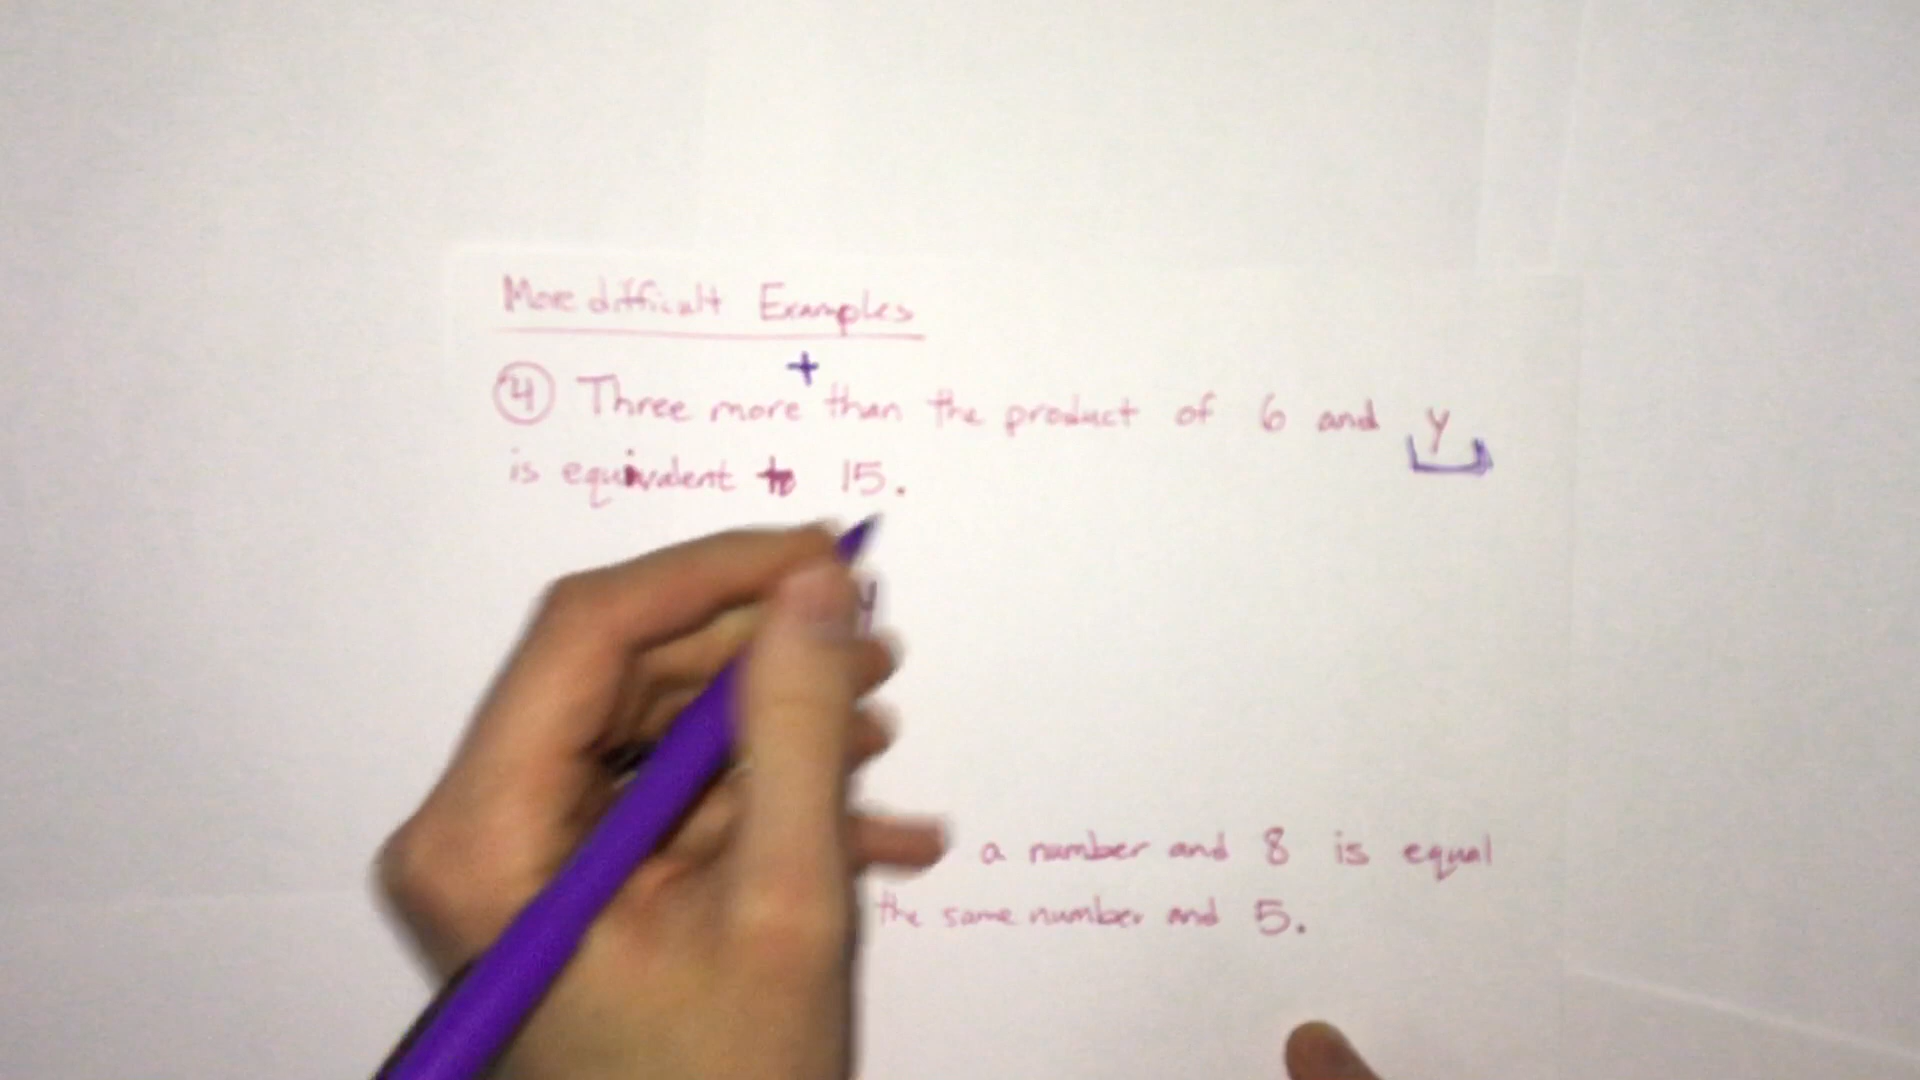 More difficult Examples
+
④ Three more than the product of 6 and y
is equivalent to 15.
y
a number and 8 is equal
the same number and 5.